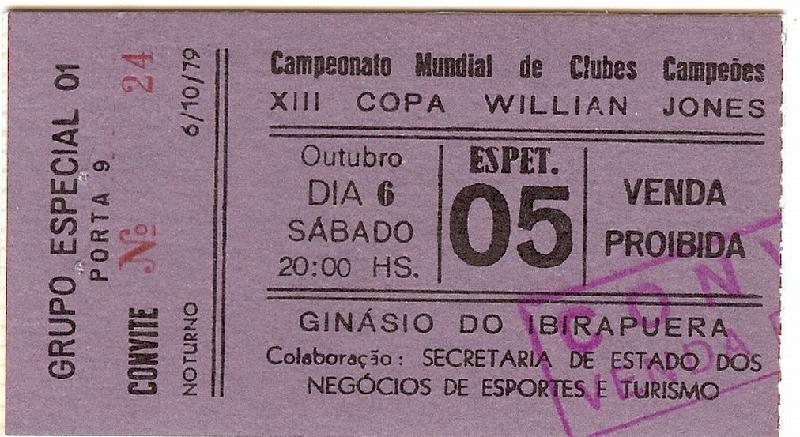 GRUPO ESPECIAL 01
PORTA 9
Nº 24
CONVITE
NOTURNO
6/10/79
Campeonato Mundial de Clubes Campeões
XIII COPA WILLIAN JONES
Outubro
DIA 6
SÁBADO
20:00 HS.
ESPET.
05
VENDA
PROIBIDA
GINÁSIO DO IBIRAPUERA
Colaboração: SECRETARIA DE ESTADO DOS
NEGÓCIOS DE ESPORTES E TURISMO
CONV
VENDA